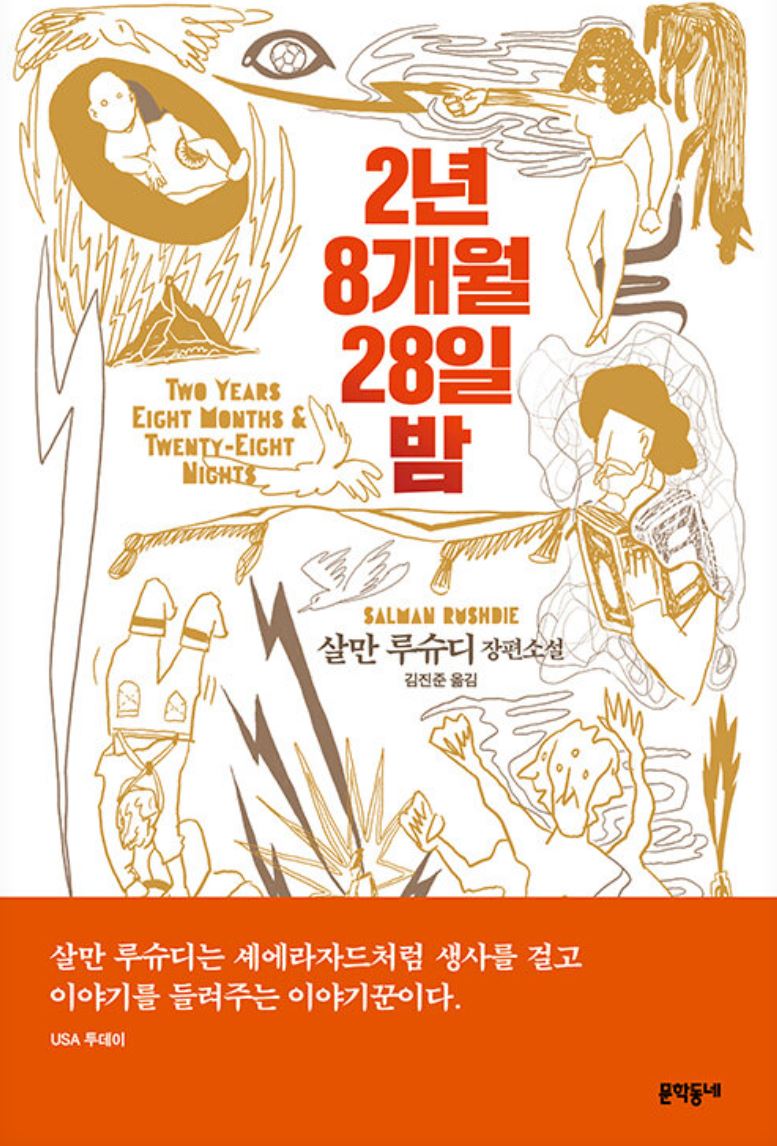 2년
8개월
28일
밤
TWO YEARS
EIGHT MONTHS &
TWENTY-EIGHT
NIGHTS
SALMAN RUSHDIE
살만 루슈디 장편소설
김진준 옮김
살만 루슈디는 셰에라자드처럼 생사를 걸고
이야기를 들려주는 이야기꾼이다.
USA 투데이
문학동네